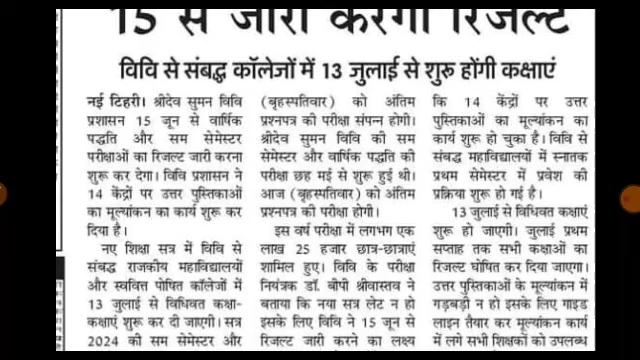 15 से जारी करेगा रिजल्ट
विवि से संबद्ध कॉलेजों में 13 जुलाई से शुरू होंगी कक्षाएं
नई टिहरी। श्रीदेव सुमन विवि
प्रशासन 15 जून से वार्षिक
पद्धति और सम सेमेस्टर
परीक्षाओं का रिजल्ट जारी करना
शुरू कर देगा। विवि प्रशासन ने
14 केंद्रों पर उत्तर पुस्तिकाओं
का मूल्यांकन का कार्य शुरू कर
दिया है।
नए शिक्षा सत्र में विवि से
संबद्ध राजकीय महाविद्यालयों
और स्ववित्त पोषित कॉलेजों में
13 जुलाई से विधिवत कक्षा-
कक्षाएं शुरू कर दी जाएगी। सत्र
2024 की सम सेमेस्टर और
(बृहस्पतिवार) को अंतिम
प्रश्नपत्र की परीक्षा संपन्न होगी।
श्रीदेव सुमन विवि की सम
सेमेस्टर और वार्षिक पद्धति की
परीक्षा छह मई से शुरू हुई थी।
आज (बृहस्पतिवार) को अंतिम
प्रश्नपत्र की परीक्षा होगी।
इस वर्ष परीक्षा में लगभग एक
लाख 25 हजार छात्र-छात्राएं
शामिल हुए। विवि के परीक्षा
नियंत्रक डॉ. बीपी श्रीवास्तव ने
बताया कि नया सत्र लेट न हो
इसके लिए विवि ने 15 जून से
रिजल्ट जारी करने का लक्ष्य
कि 14 केंद्रों पर उत्तर
पुस्तिकाओं का मूल्यांकन का
कार्य शुरू हो चुका है। विवि से
संबद्ध महाविद्यालयों में स्नातक
प्रथम सेमेस्टर में प्रवेश की
प्रक्रिया शुरू हो गई है।
13 जुलाई से विधिवत कक्षाएं
शुरू हो जाएगी। जुलाई प्रथम
सप्ताह तक सभी कक्षाओं का
रिजल्ट घोषित कर दिया जाएगा।
उत्तर पुस्तिकाओं के मूल्यांकन में
गड़बड़ी न हो इसके लिए गाइड
लाइन तैयार कर मूल्यांकन कार्य
में लगे सभी शिक्षकों को उपलब्ध